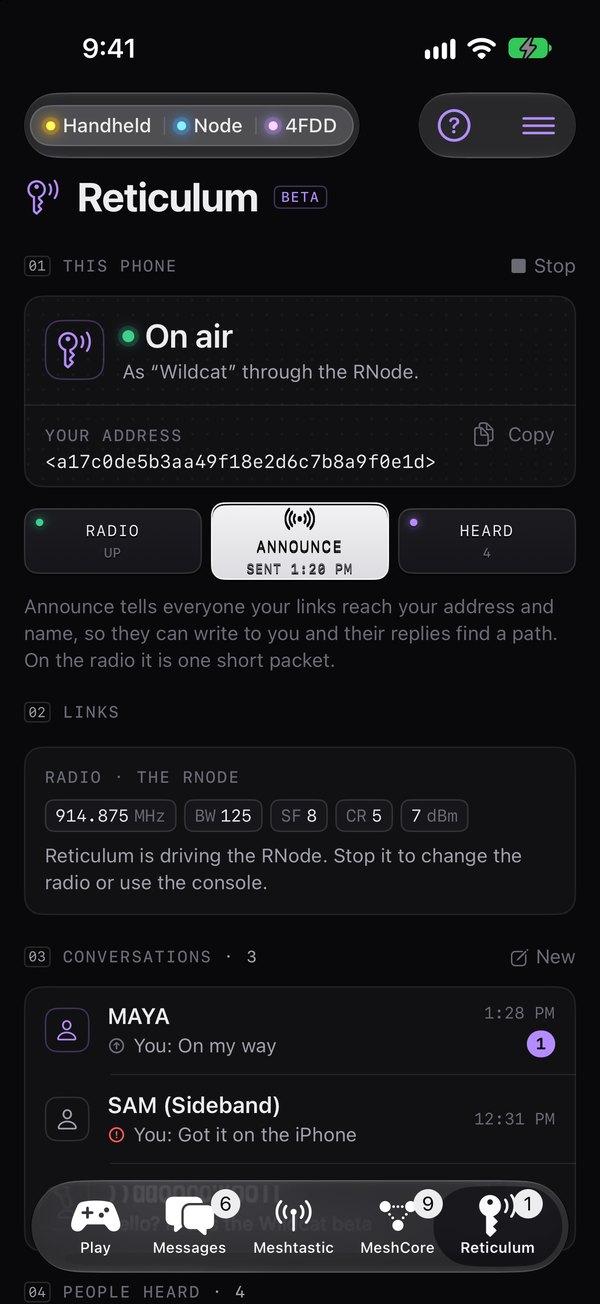 9:41
Handheld Node 4FDD ?
Reticulum BETA
01 THIS PHONE Stop
On air
As “Wildcat” through the RNode.
YOUR ADDRESS Copy
<a17c0de5b3aa49f18e2d6c7b8a9f0e1d>
RADIO
UP
ANNOUNCE
SENT 1:20 PM
HEARD
4
Announce tells everyone your links reach your address and
name, so they can write to you and their replies find a path.
On the radio it is one short packet.
02 LINKS
RADIO · THE RNODE
914.875 MHz BW 125 SF 8 CR 5 7 dBm
Reticulum is driving the RNode. Stop it to change the
radio or use the console.
03 CONVERSATIONS · 3 New
MAYA 1:28 PM
You: On my way 1
SAM (Sideband) 12:31 PM
You: Got it on the iPhone
6 9 1
Play Messages Meshtastic MeshCore Reticulum
04 PEOPLE HEARD · 4